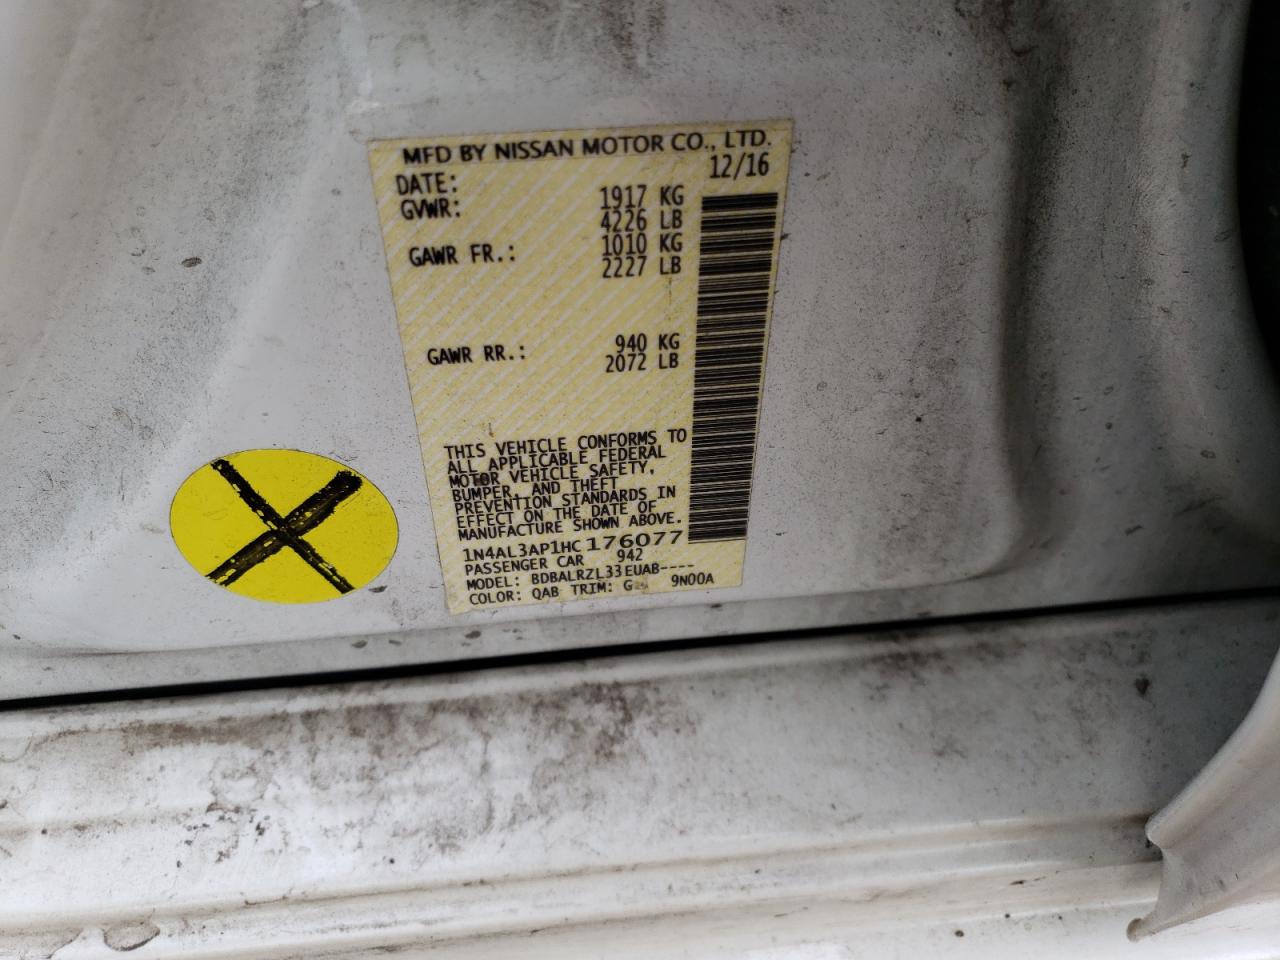 MFD BY NISSAN MOTOR CO., LTD.
DATE: 12/16
GVWR: 1917 KG
4226 LB
GAWR FR.: 1010 KG
2227 LB
GAWR RR.: 940 KG
2072 LB
THIS VEHICLE CONFORMS TO
ALL APPLICABLE FEDERAL
MOTOR VEHICLE SAFETY,
BUMPER, AND THEFT
PREVENTION STANDARDS IN
EFFECT ON THE DATE OF
MANUFACTURE SHOWN ABOVE.
1N4AL3AP1HC176077
PASSENGER CAR 942
MODEL: BDBALRZL33EUAB----
COLOR: QAB TRIM: G 9N00A